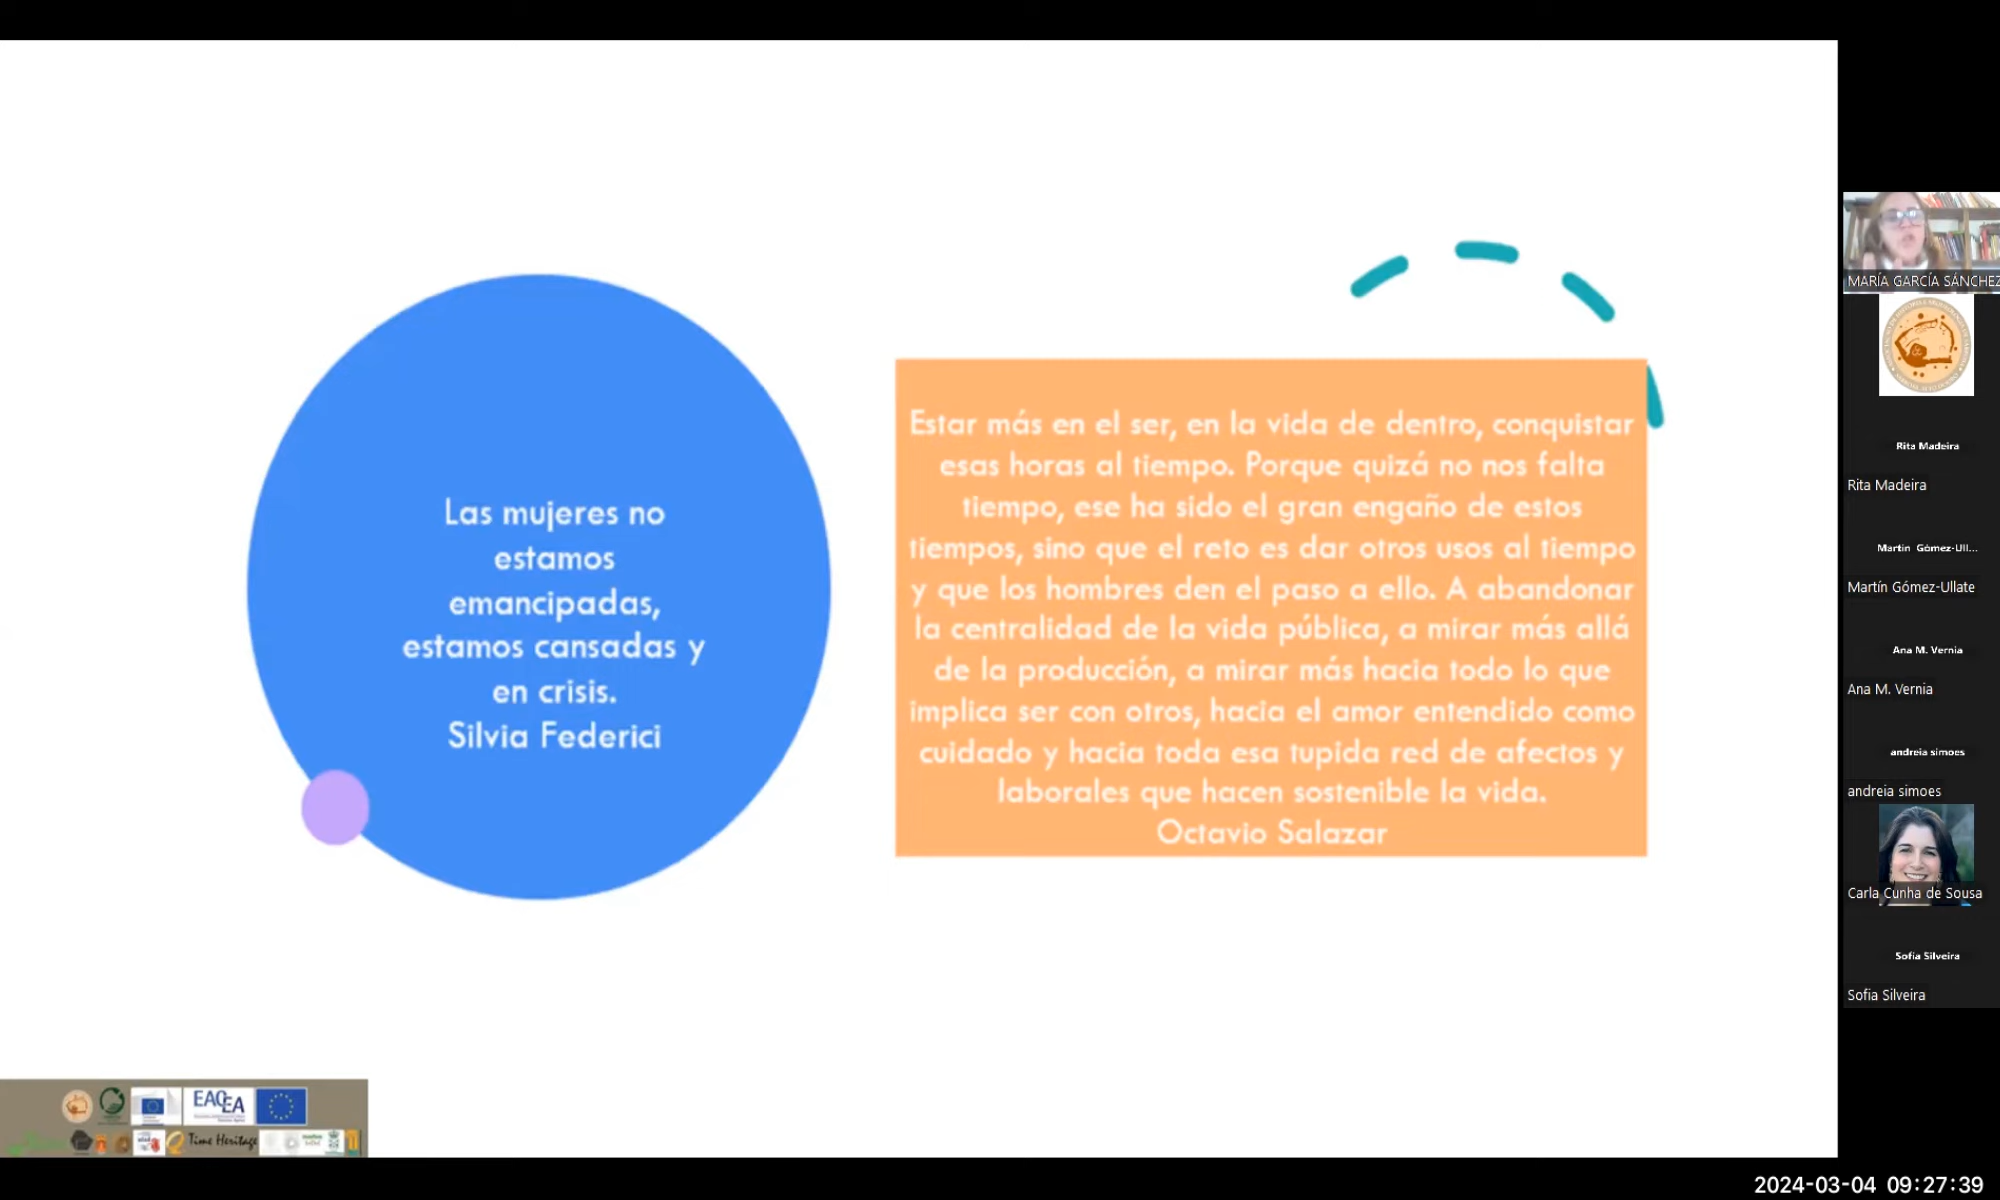 Las mujeres no
estamos
emancipadas,
estamos cansadas y
en crisis.
Silvia Federici
Estar más en el ser, en la vida de dentro, conquistar
esas horas al tiempo. Porque quizá no nos falta
tiempo, ese ha sido el gran engaño de estos
tiempos, sino que el reto es dar otros usos al tiempo
y que los hombres den el paso a ello. A abandonar
la centralidad de la vida pública, a mirar más allá
de la producción, a mirar más hacia todo lo que
implica ser con otros, hacia el amor entendido como
cuidado y hacia toda esa tupida red de afectos y
laborales que hacen sostenible la vida.
Octavio Salazar
MARÍA GARCÍA SÁNCHEZ
Rita Madeira
Rita Madeira
Martín Gómez-Ull...
Martín Gómez-Ullate
Ana M. Vernia
Ana M. Vernia
andreia simoes
andreia simoes
Carla Cunha de Sousa
Sofia Silveira
Sofia Silveira
EACEA
Time Heritage
2024-03-04 09:27:39